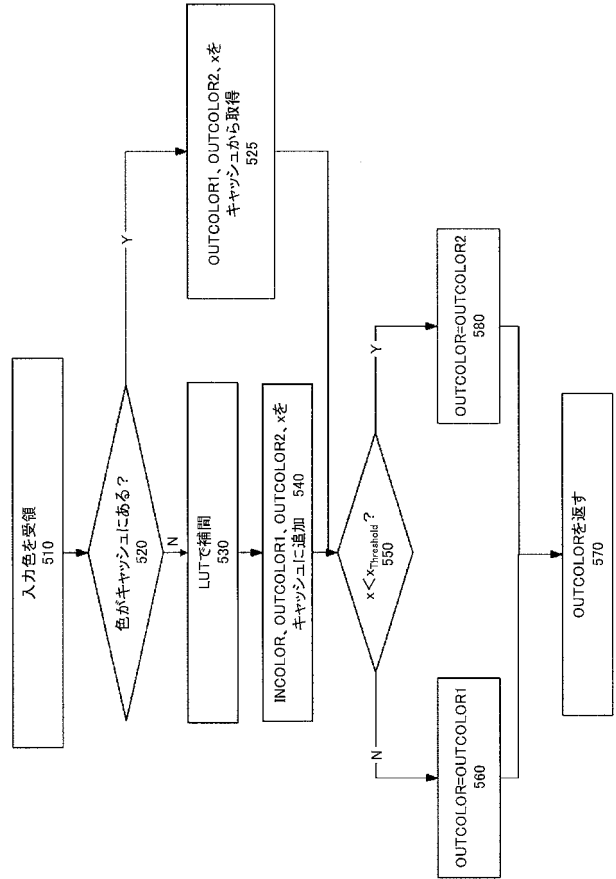 入力色を受領
510
色がキャッシュにある?
520
Y
N
OUTCOLOR1、OUTCOLOR2、xを
キャッシュから取得
525
LUTで補間
530
INCOLOR、OUTCOLOR1、OUTCOLOR2、xを
キャッシュに追加 540
x<xThreshold?
550
N
Y
OUTCOLOR=OUTCOLOR1
560
OUTCOLOR=OUTCOLOR2
580
OUTCOLORを返す
570